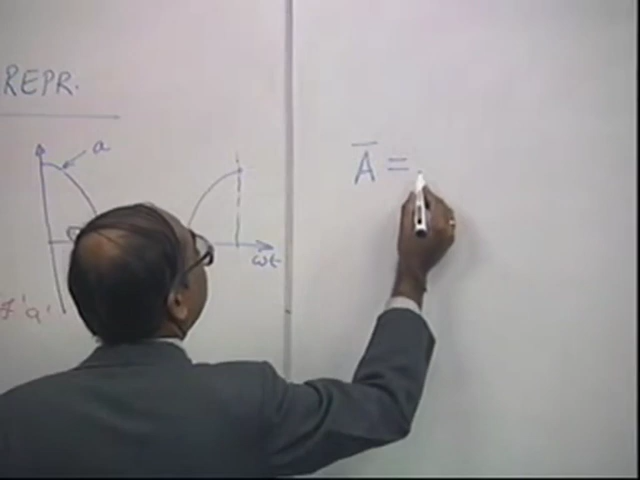 REPR.
a
ωt
'a'
A̅ =